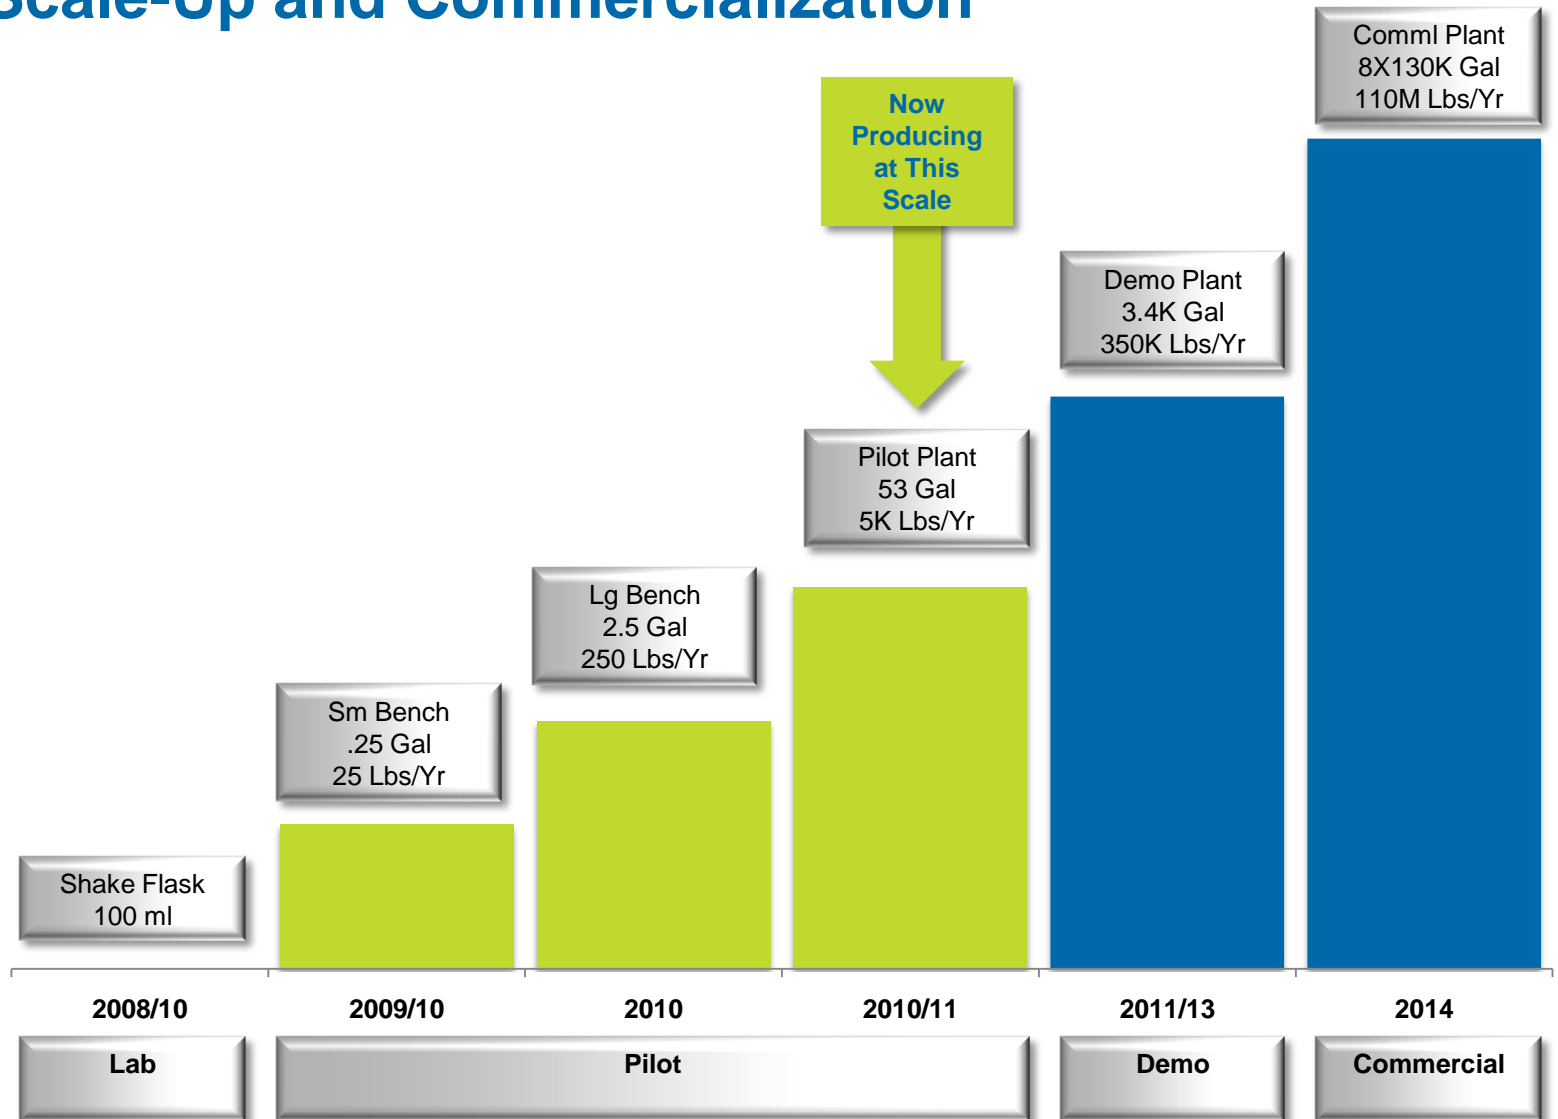 Scale-Up and Commercialization
Comml Plant
8X130K Gal
110M Lbs/Yr
Now
Producing
at This
Scale
Demo Plant
3.4K Gal
350K Lbs/Yr
Pilot Plant
53 Gal
5K Lbs/Yr
Lg Bench
2.5 Gal
250 Lbs/Yr
Sm Bench
.25 Gal
25 Lbs/Yr
Shake Flask
100 ml
2008/10 2009/10 2010 2010/11 2011/13 2014
Lab Pilot Demo Commercial